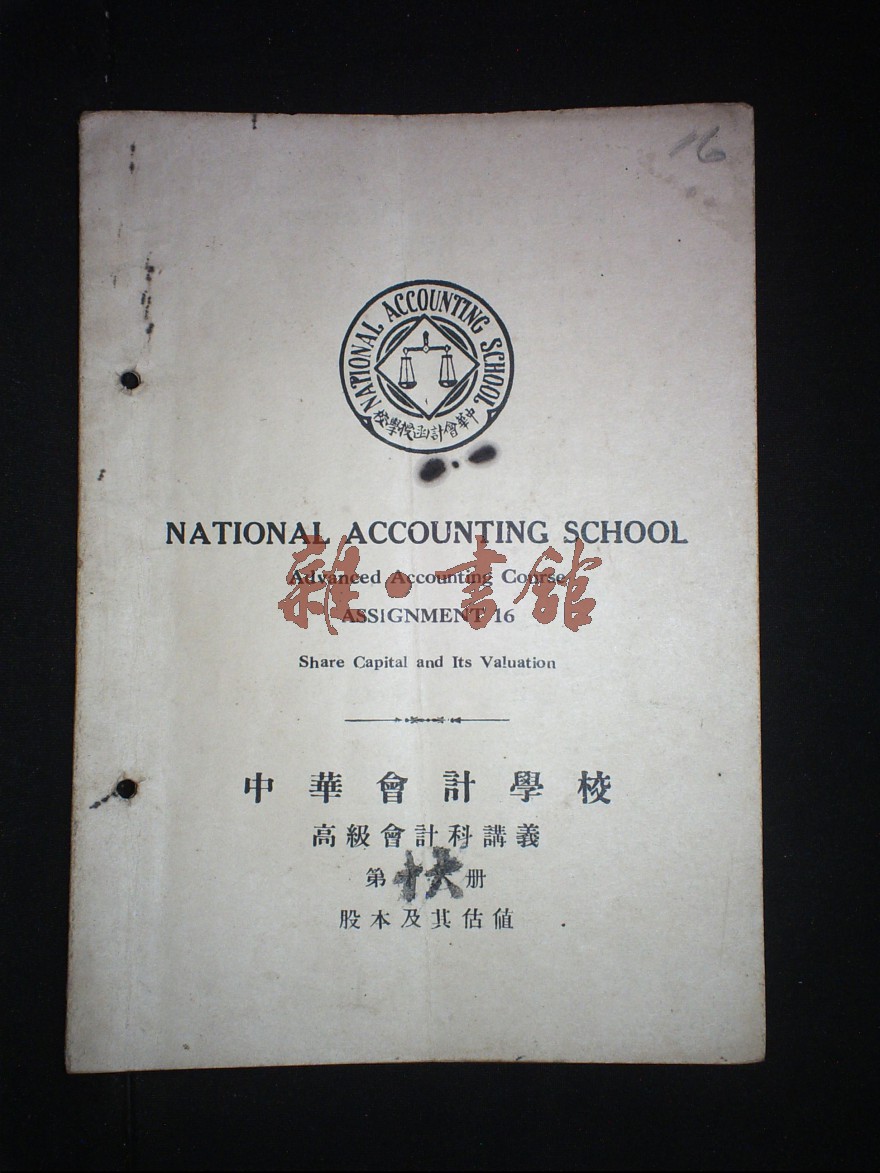 16
NATIONAL ACCOUNTING SCHOOL
中華會計函授學校
NATIONAL ACCOUNTING SCHOOL
Advanced Accounting Course
雜·書館
ASSIGNMENT 16
Share Capital and Its Valuation
中華會計學校
高級會計科講義
第十六册
股本及其估值